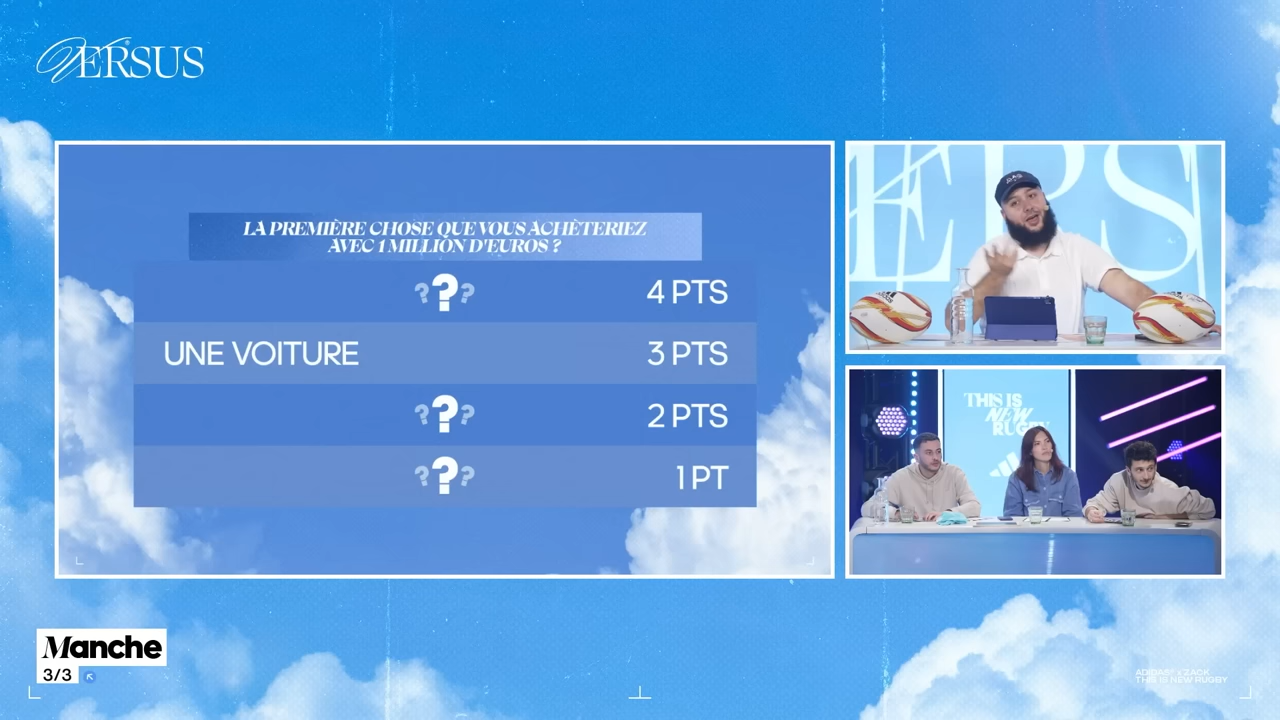 VERSUS
LA PREMIÈRE CHOSE QUE VOUS ACHÈTERIEZ
AVEC 1 MILLION D'EUROS ?
??? 4 PTS
UNE VOITURE 3 PTS
??? 2 PTS
??? 1 PT
ERS
THIS IS
NEW
RUGBY
Manche
3/3
ADIDAS X ZACK
THIS IS NEW RUGBY